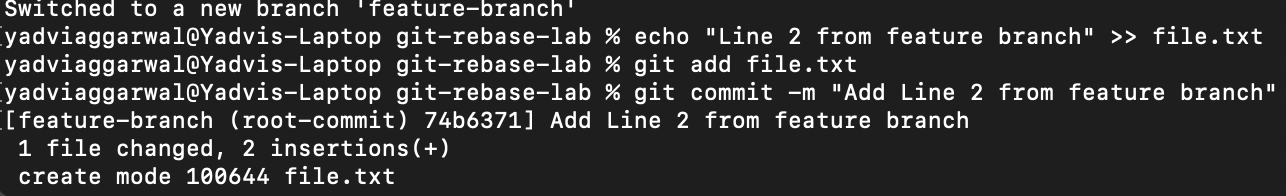 Switched to a new branch 'feature-branch'
[yadviaggarwal@Yadvis-Laptop git-rebase-lab % echo "Line 2 from feature branch" >> file.txt
yadviaggarwal@Yadvis-Laptop git-rebase-lab % git add file.txt
[yadviaggarwal@Yadvis-Laptop git-rebase-lab % git commit -m "Add Line 2 from feature branch"
[feature-branch (root-commit) 74b6371] Add Line 2 from feature branch
1 file changed, 2 insertions(+)
create mode 100644 file.txt